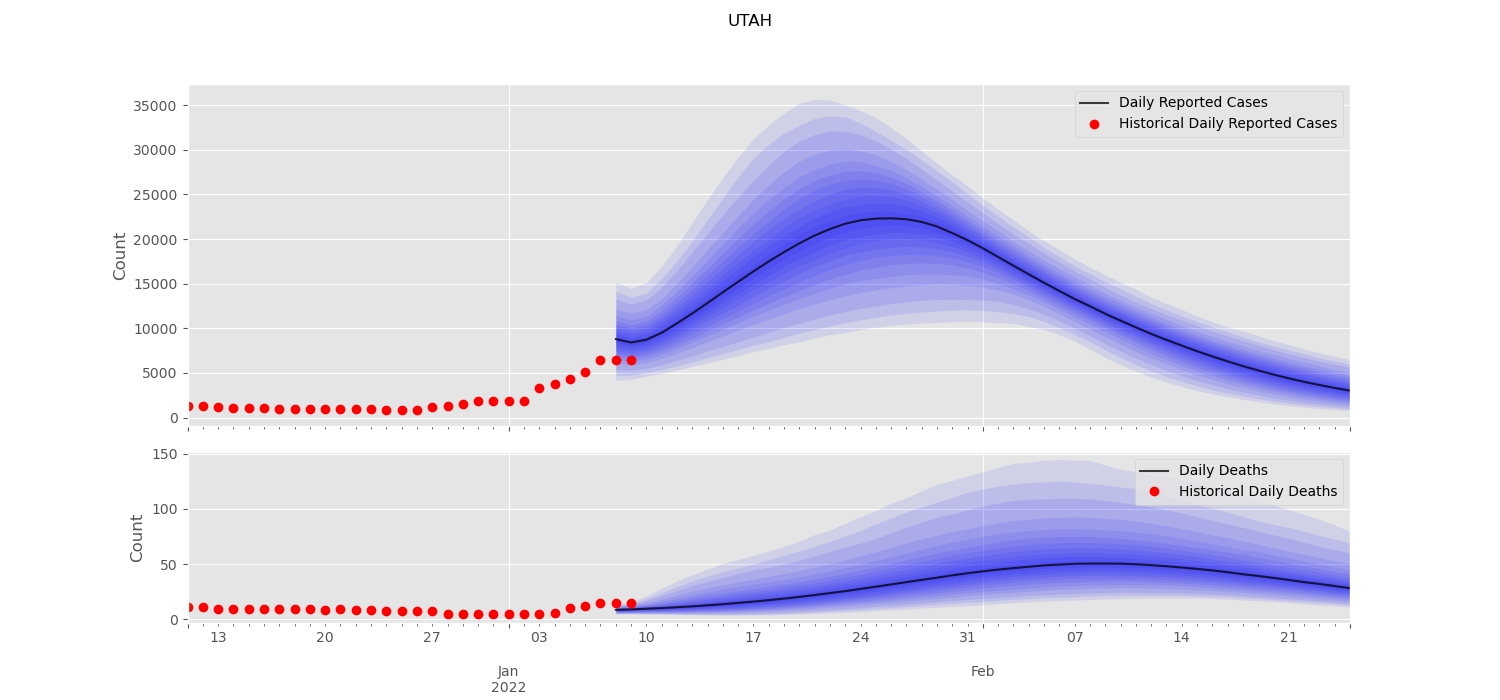 UTAH
35000
30000
25000
20000
15000
10000
5000
0
Count
Daily Reported Cases
Historical Daily Reported Cases
150
100
50
0
Count
Daily Deaths
Historical Daily Deaths
13 20 27 03 10 17 24 31 07 14 21
Jan Feb
2022